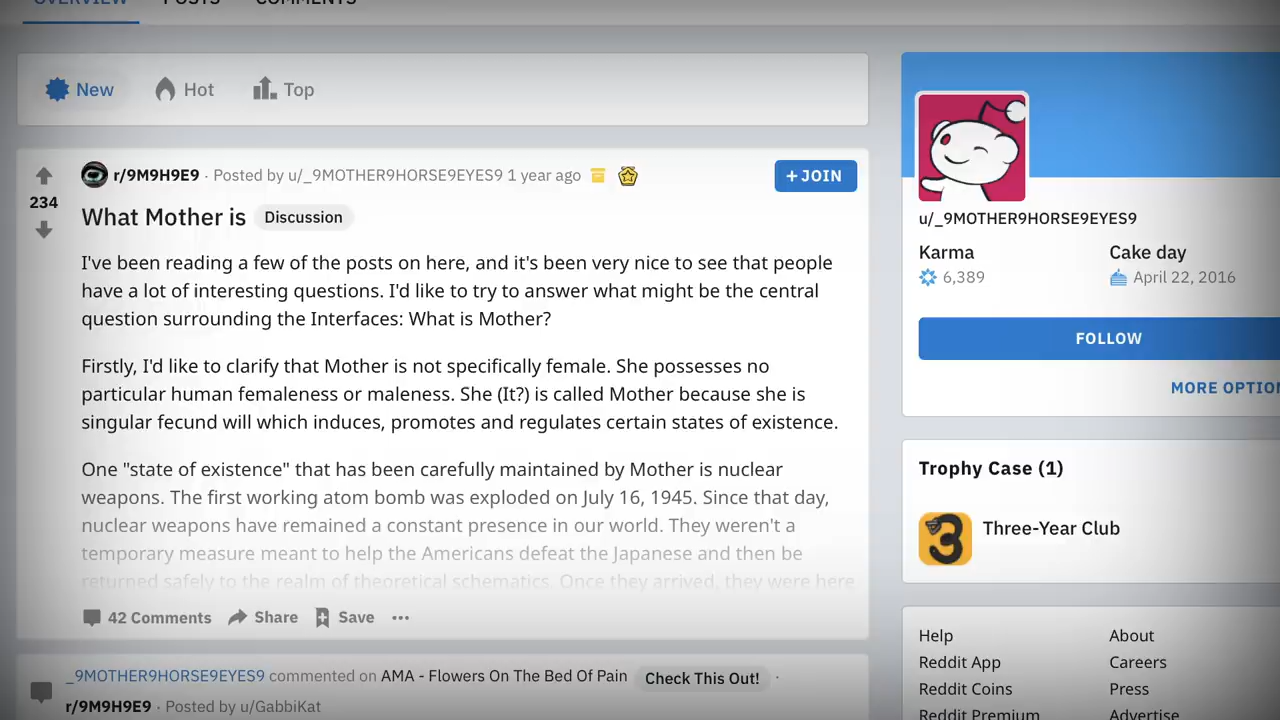 OVERVIEW POSTS COMMENTS
New Hot Top
r/9M9H9E9 · Posted by u/_9MOTHER9HORSE9EYES9 1 year ago
+ JOIN
234
What Mother is Discussion
I've been reading a few of the posts on here, and it's been very nice to see that people
have a lot of interesting questions. I'd like to try to answer what might be the central
question surrounding the Interfaces: What is Mother?
Firstly, I'd like to clarify that Mother is not specifically female. She possesses no
particular human femaleness or maleness. She (It?) is called Mother because she is
singular fecund will which induces, promotes and regulates certain states of existence.
One "state of existence" that has been carefully maintained by Mother is nuclear
weapons. The first working atom bomb was exploded on July 16, 1945. Since that day,
nuclear weapons have remained a constant presence in our world. They weren't a
temporary measure meant to help the Americans defeat the Japanese and then be
returned safely to the realm of theoretical schematics. Once they arrived, they were here
42 Comments Share Save ···
_9MOTHER9HORSE9EYES9 commented on AMA - Flowers On The Bed Of Pain Check This Out! ·
r/9M9H9E9 · Posted by u/GabbiKat
u/_9MOTHER9HORSE9EYES9
Karma Cake day
6,389 April 22, 2016
FOLLOW
MORE OPTION
Trophy Case (1)
3 Three-Year Club
Help About
Reddit App Careers
Reddit Coins Press
Reddit Premium Advertise